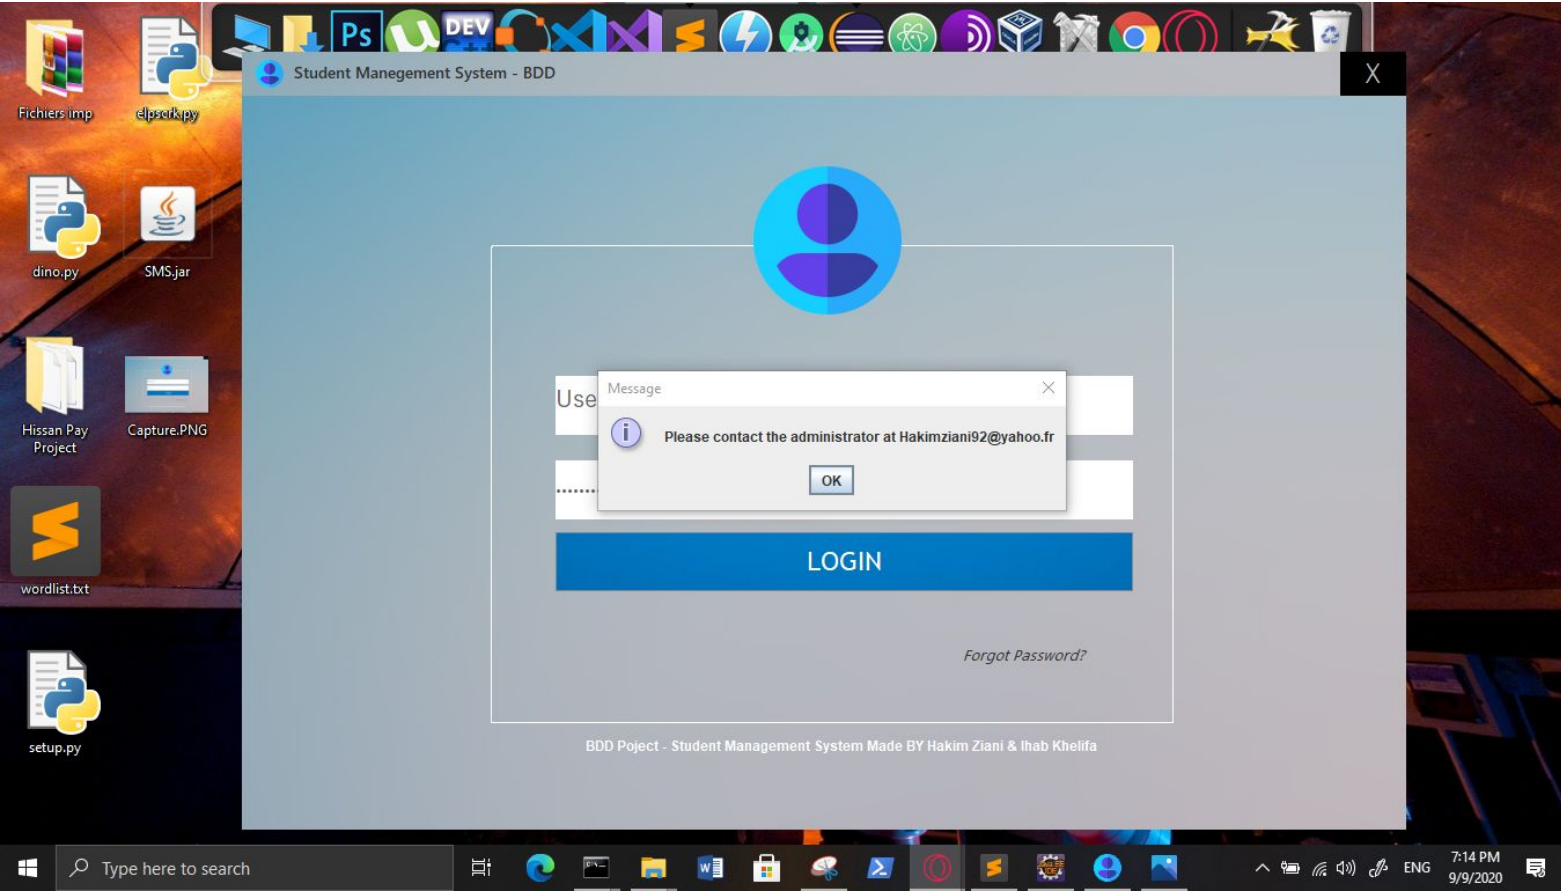 Ps
DEV
C++
Student Manegement System - BDD
X
Fichiers imp
elpscrk.py
dino.py
SMS.jar
Hissan Pay
Project
Capture.PNG
wordlist.txt
setup.py
Use
Message
Please contact the administrator at Hakimziani92@yahoo.fr
OK
LOGIN
Forgot Password?
BDD Poject - Student Management System Made BY Hakim Ziani & Ihab Khelifa
Type here to search
ENG
7:14 PM
9/9/2020